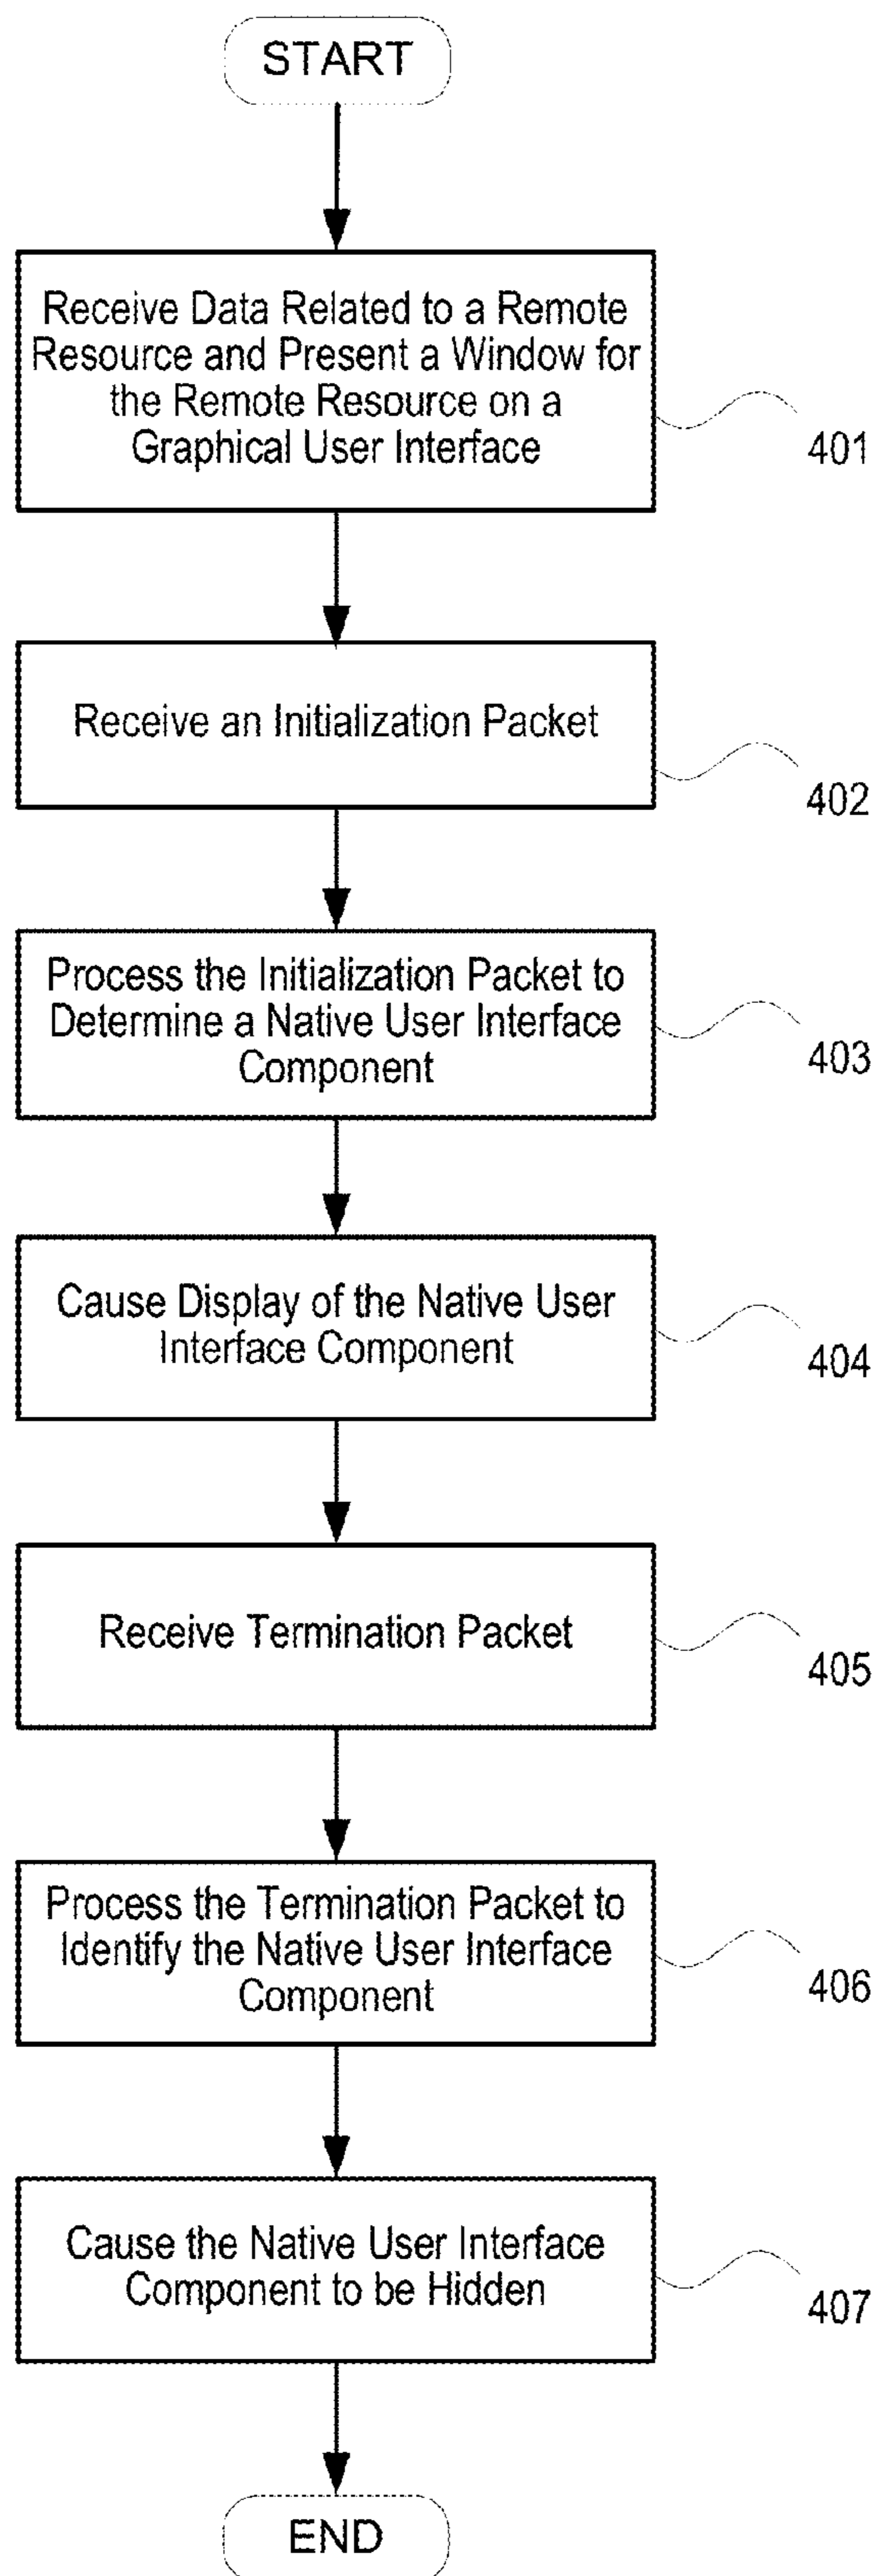 START
Receive Data Related to a Remote
Resource and Present a Window for
the Remote Resource on a
Graphical User Interface
401
Receive an Initialization Packet
402
Process the Initialization Packet to
Determine a Native User Interface
Component
403
Cause Display of the Native User
Interface Component
404
Receive Termination Packet
405
Process the Termination Packet to
Identify the Native User Interface
Component
406
Cause the Native User Interface
Component to be Hidden
407
END